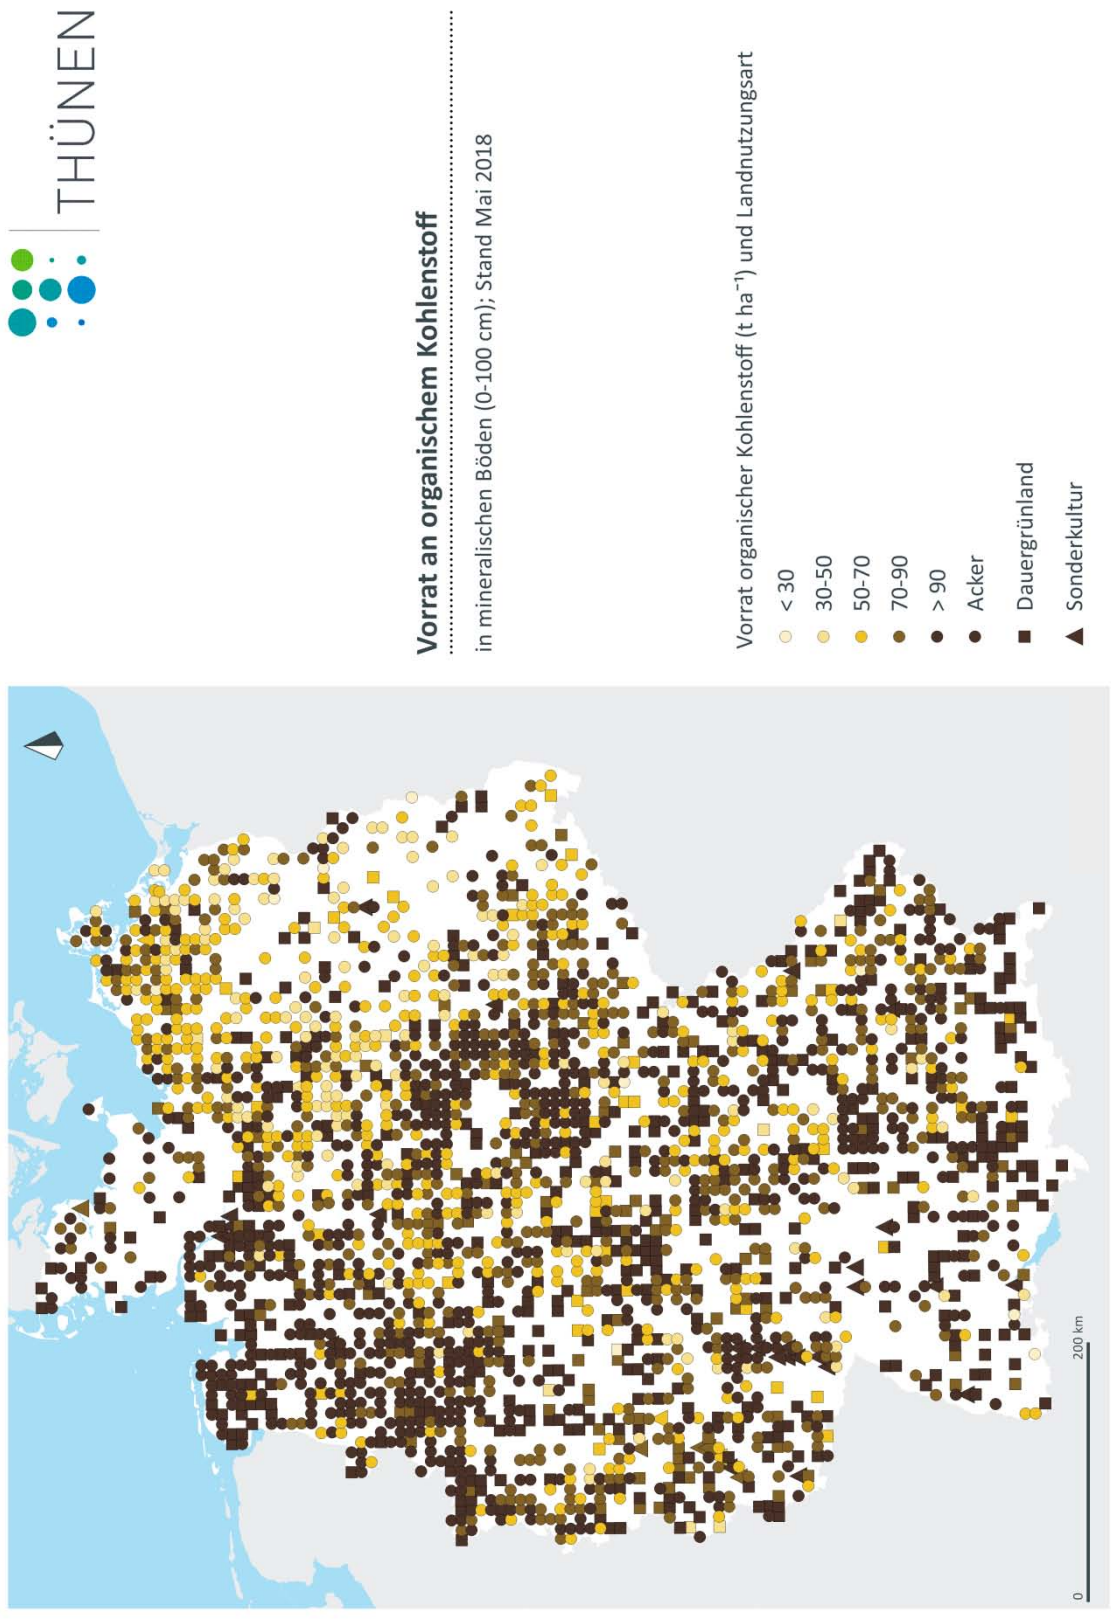 THÜNEN
Vorrat an organischem Kohlenstoff
in mineralischen Böden (0-100 cm); Stand Mai 2018
Vorrat organischer Kohlenstoff (t ha⁻¹) und Landnutzungsart
< 30
30-50
50-70
70-90
> 90
Acker
Dauergrünland
Sonderkultur
0
200 km